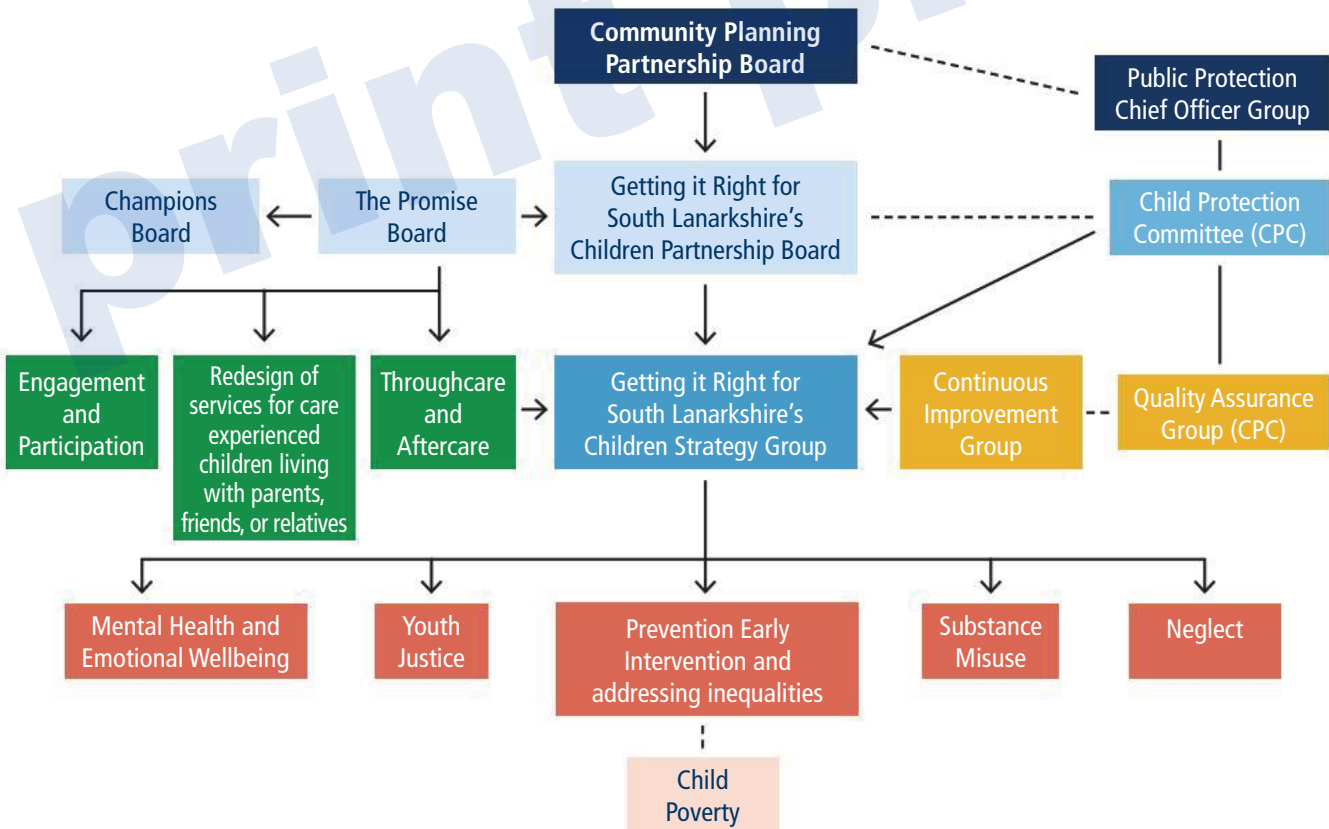 Community Planning
Partnership Board
Public Protection
Chief Officer Group
Champions
Board
The Promise
Board
Getting it Right for
South Lanarkshire's
Children Partnership Board
Child Protection
Committee (CPC)
Engagement
and
Participation
Redesign of
services for care
experienced
children living
with parents,
friends, or relatives
Throughcare
and
Aftercare
Getting it Right for
South Lanarkshire's
Children Strategy Group
Continuous
Improvement
Group
Quality Assurance
Group (CPC)
Mental Health and
Emotional Wellbeing
Youth
Justice
Prevention Early
Intervention and
addressing inequalities
Substance
Misuse
Neglect
Child
Poverty
print